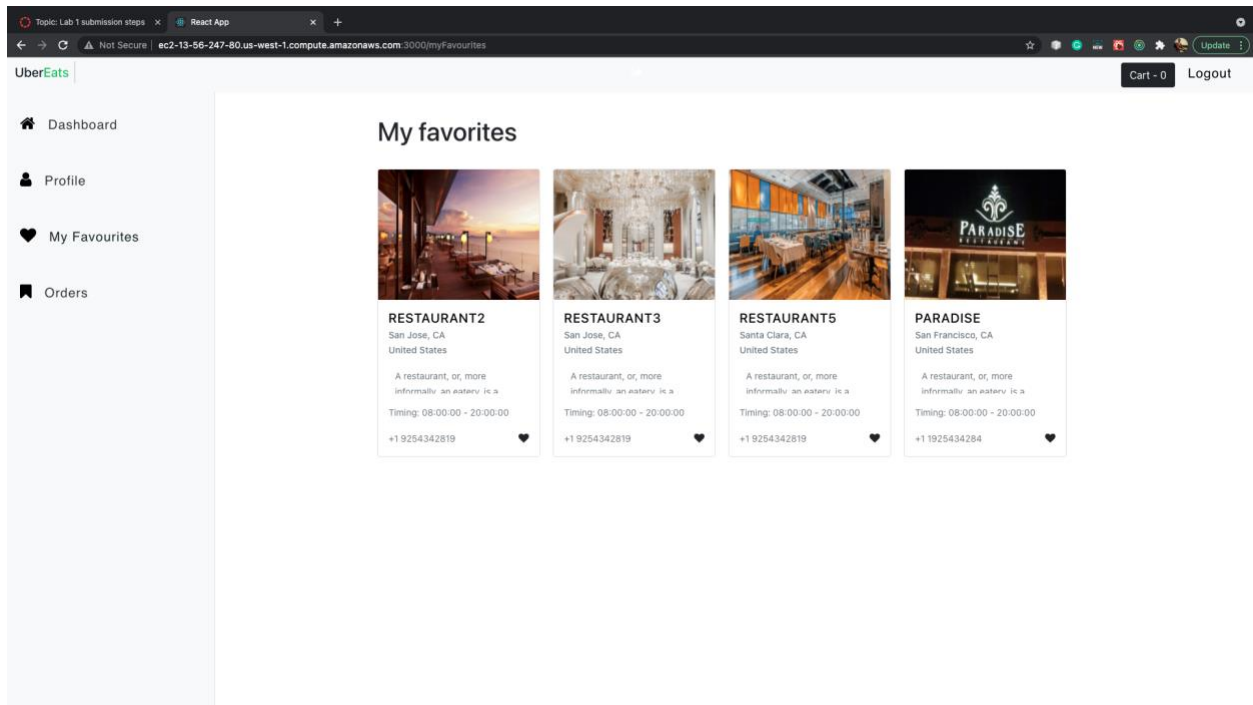 Topic: Lab 1 submission steps
React App
Not Secure | ec2-13-56-247-80.us-west-1.compute.amazonaws.com:3000/myFavourites
Update
UberEats
Cart - 0
Logout
Dashboard
Profile
My Favourites
Orders
My favorites
PARADISE
RESTAURANT
RESTAURANT2
San Jose, CA
United States
A restaurant, or, more
informally, an eatery, is a
Timing: 08:00:00 - 20:00:00
+1 9254342819
RESTAURANT3
San Jose, CA
United States
A restaurant, or, more
informally, an eatery, is a
Timing: 08:00:00 - 20:00:00
+1 9254342819
RESTAURANT5
Santa Clara, CA
United States
A restaurant, or, more
informally, an eatery, is a
Timing: 08:00:00 - 20:00:00
+1 9254342819
PARADISE
San Francisco, CA
United States
A restaurant, or, more
informally, an eatery, is a
Timing: 08:00:00 - 20:00:00
+1 1925434284